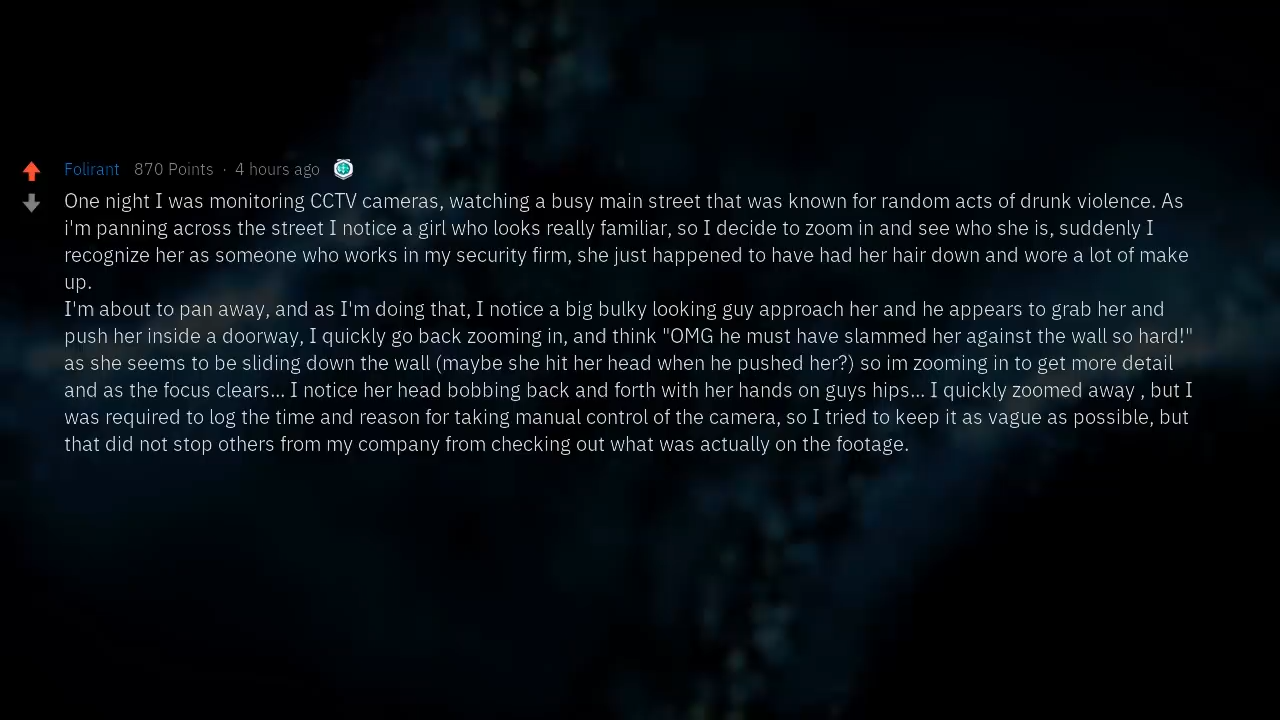 Folirant 870 Points · 4 hours ago
One night I was monitoring CCTV cameras, watching a busy main street that was known for random acts of drunk violence. As
i'm panning across the street I notice a girl who looks really familiar, so I decide to zoom in and see who she is, suddenly I
recognize her as someone who works in my security firm, she just happened to have had her hair down and wore a lot of make
up.
I'm about to pan away, and as I'm doing that, I notice a big bulky looking guy approach her and he appears to grab her and
push her inside a doorway, I quickly go back zooming in, and think "OMG he must have slammed her against the wall so hard!"
as she seems to be sliding down the wall (maybe she hit her head when he pushed her?) so im zooming in to get more detail
and as the focus clears... I notice her head bobbing back and forth with her hands on guys hips... I quickly zoomed away , but I
was required to log the time and reason for taking manual control of the camera, so I tried to keep it as vague as possible, but
that did not stop others from my company from checking out what was actually on the footage.